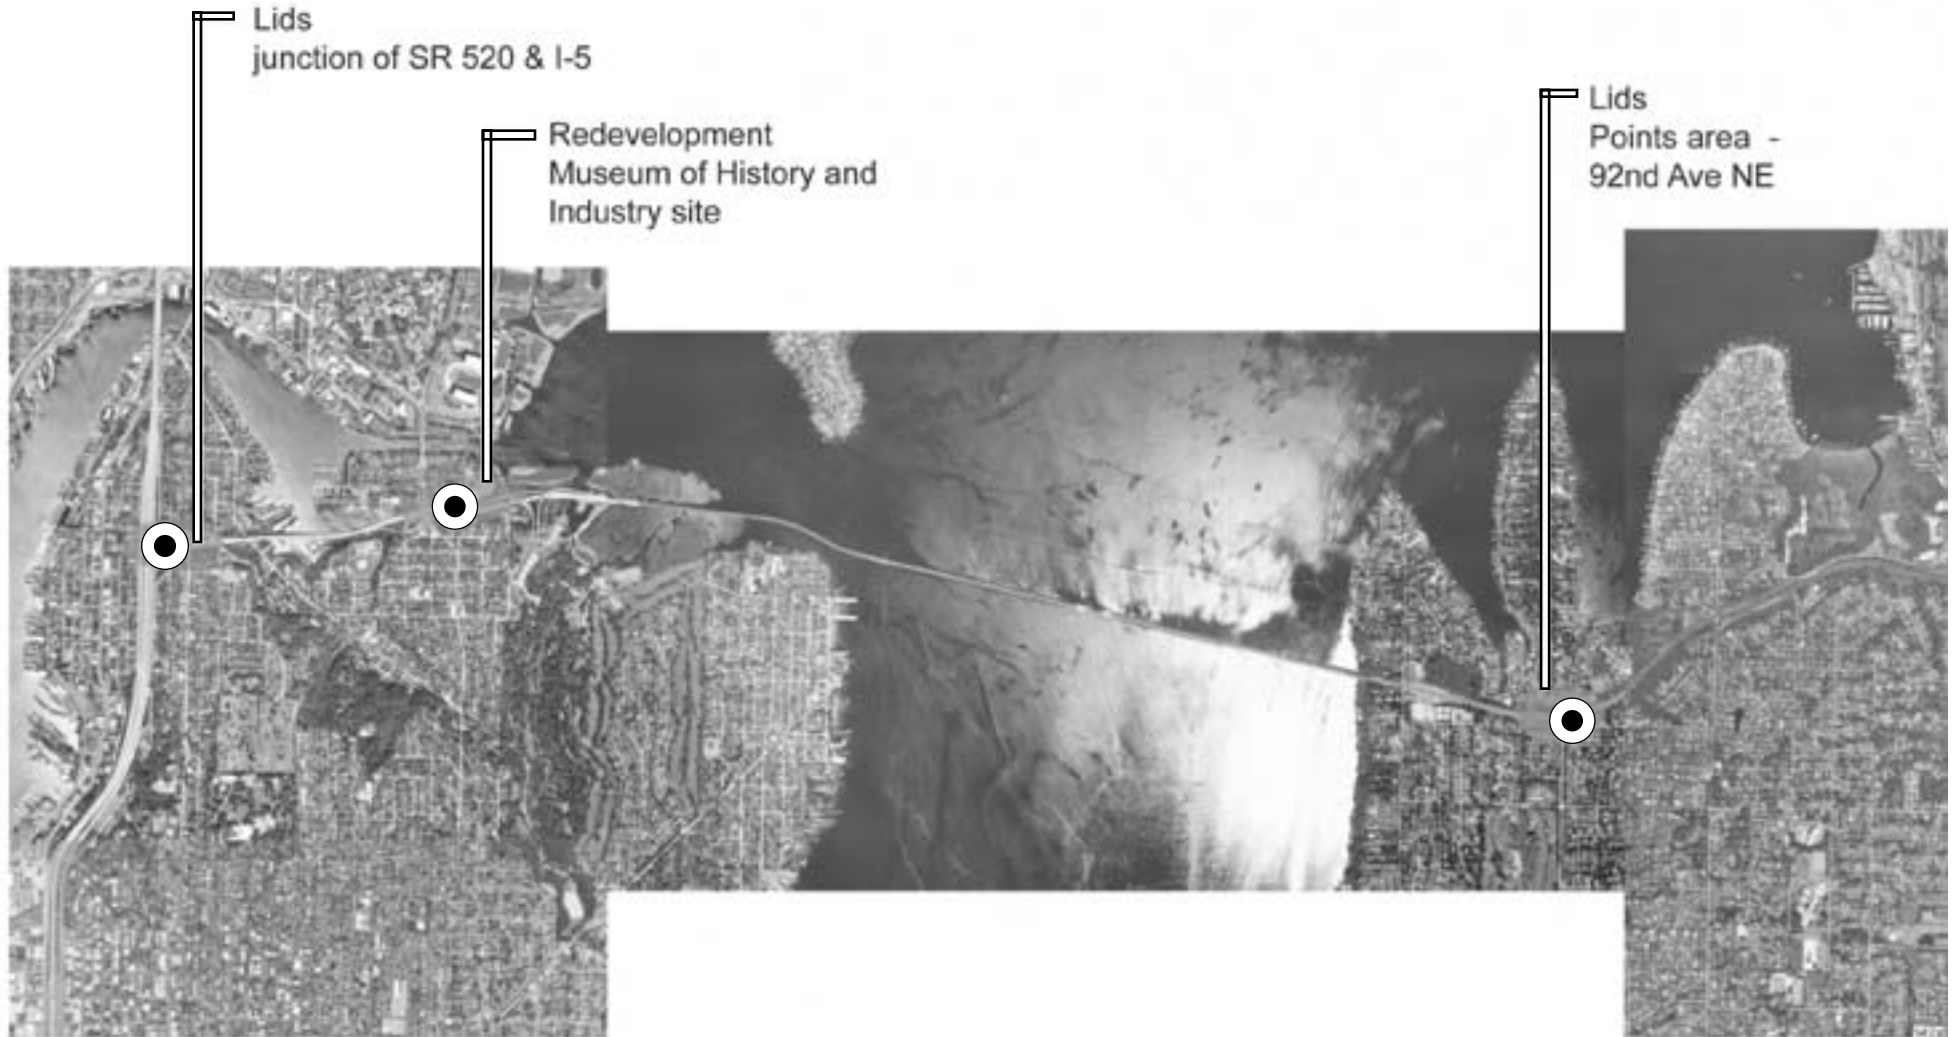 Lids
junction of SR 520 & I-5
Redevelopment
Museum of History and
Industry site
Lids
Points area -
92nd Ave NE